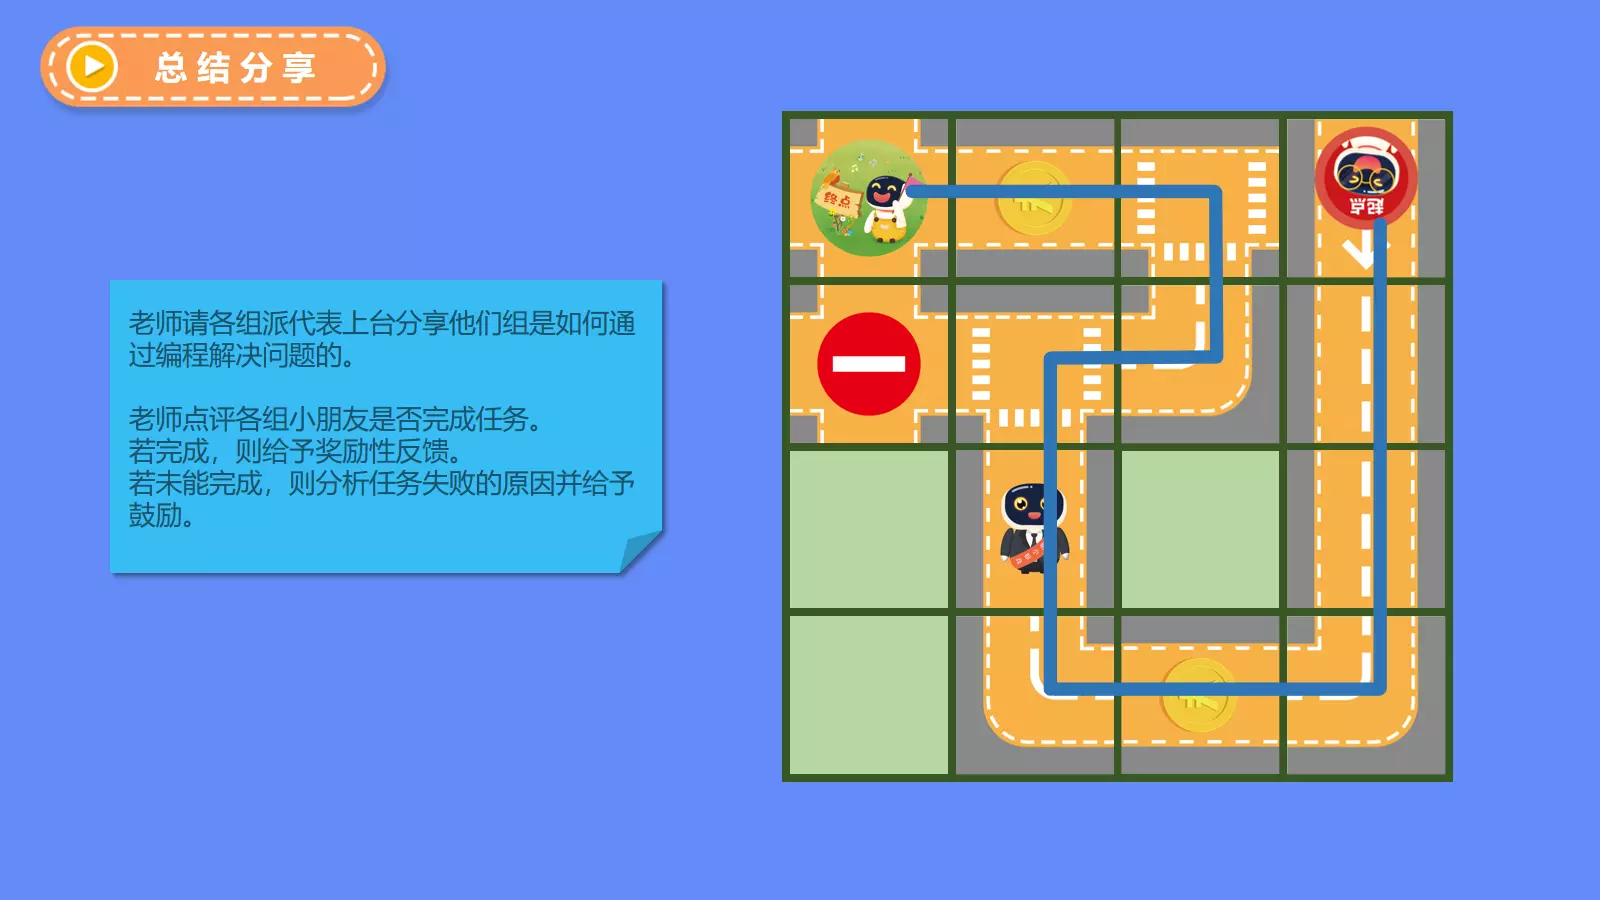 总结分享
终点
起点
老师请各组派代表上台分享他们组是如何通
过编程解决问题的。
老师点评各组小朋友是否完成任务。
若完成，则给予奖励性反馈。
若未能完成，则分析任务失败的原因并给予
鼓励。